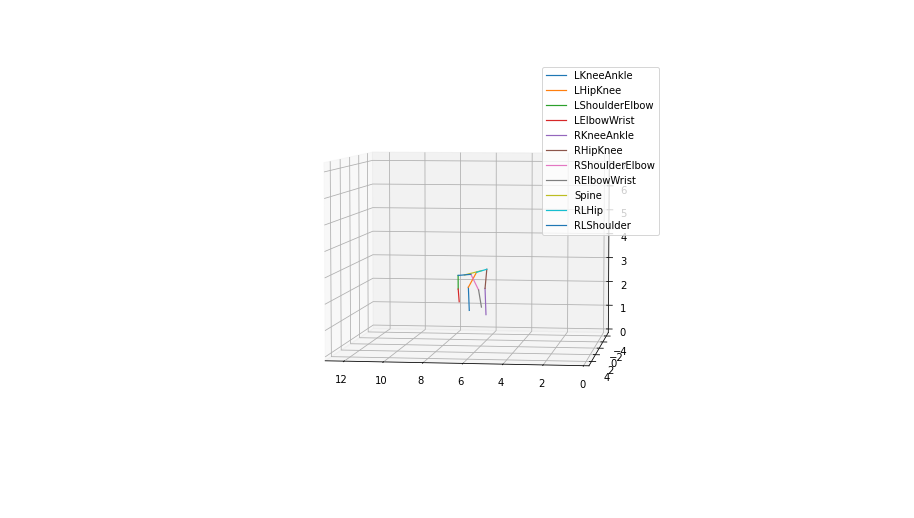 LKneeAnkle
LHipKnee
LShoulderElbow
LElbowWrist
RKneeAnkle
RHipKnee
RShoulderElbow
RElbowWrist
Spine
RLHip
RLShoulder
6
5
4
3
2
1
0
−4
−2
0
2
4
12
10
8
6
4
2
0